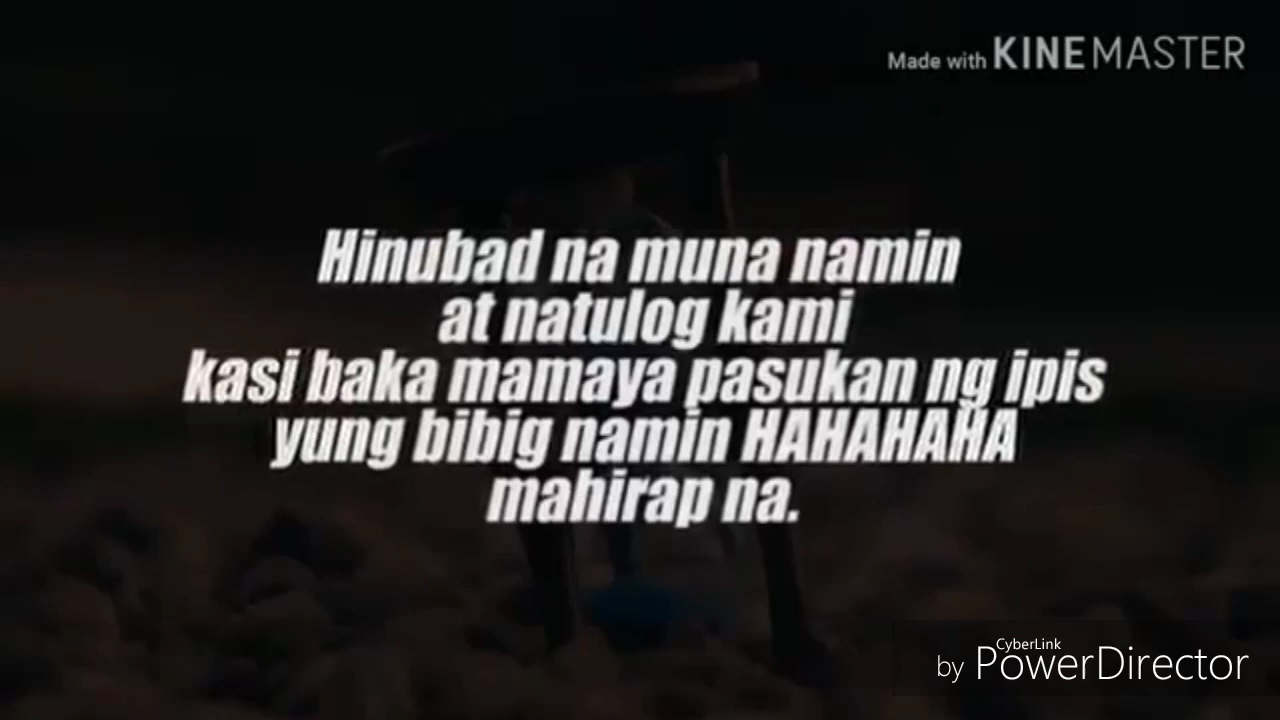 Made with KINEMASTER
Hinubad na muna namin
at natulog kami
kasi baka mamaya pasukan ng ipis
yung bibig namin HAHAHAHA
mahirap na.
CyberLink
by PowerDirector